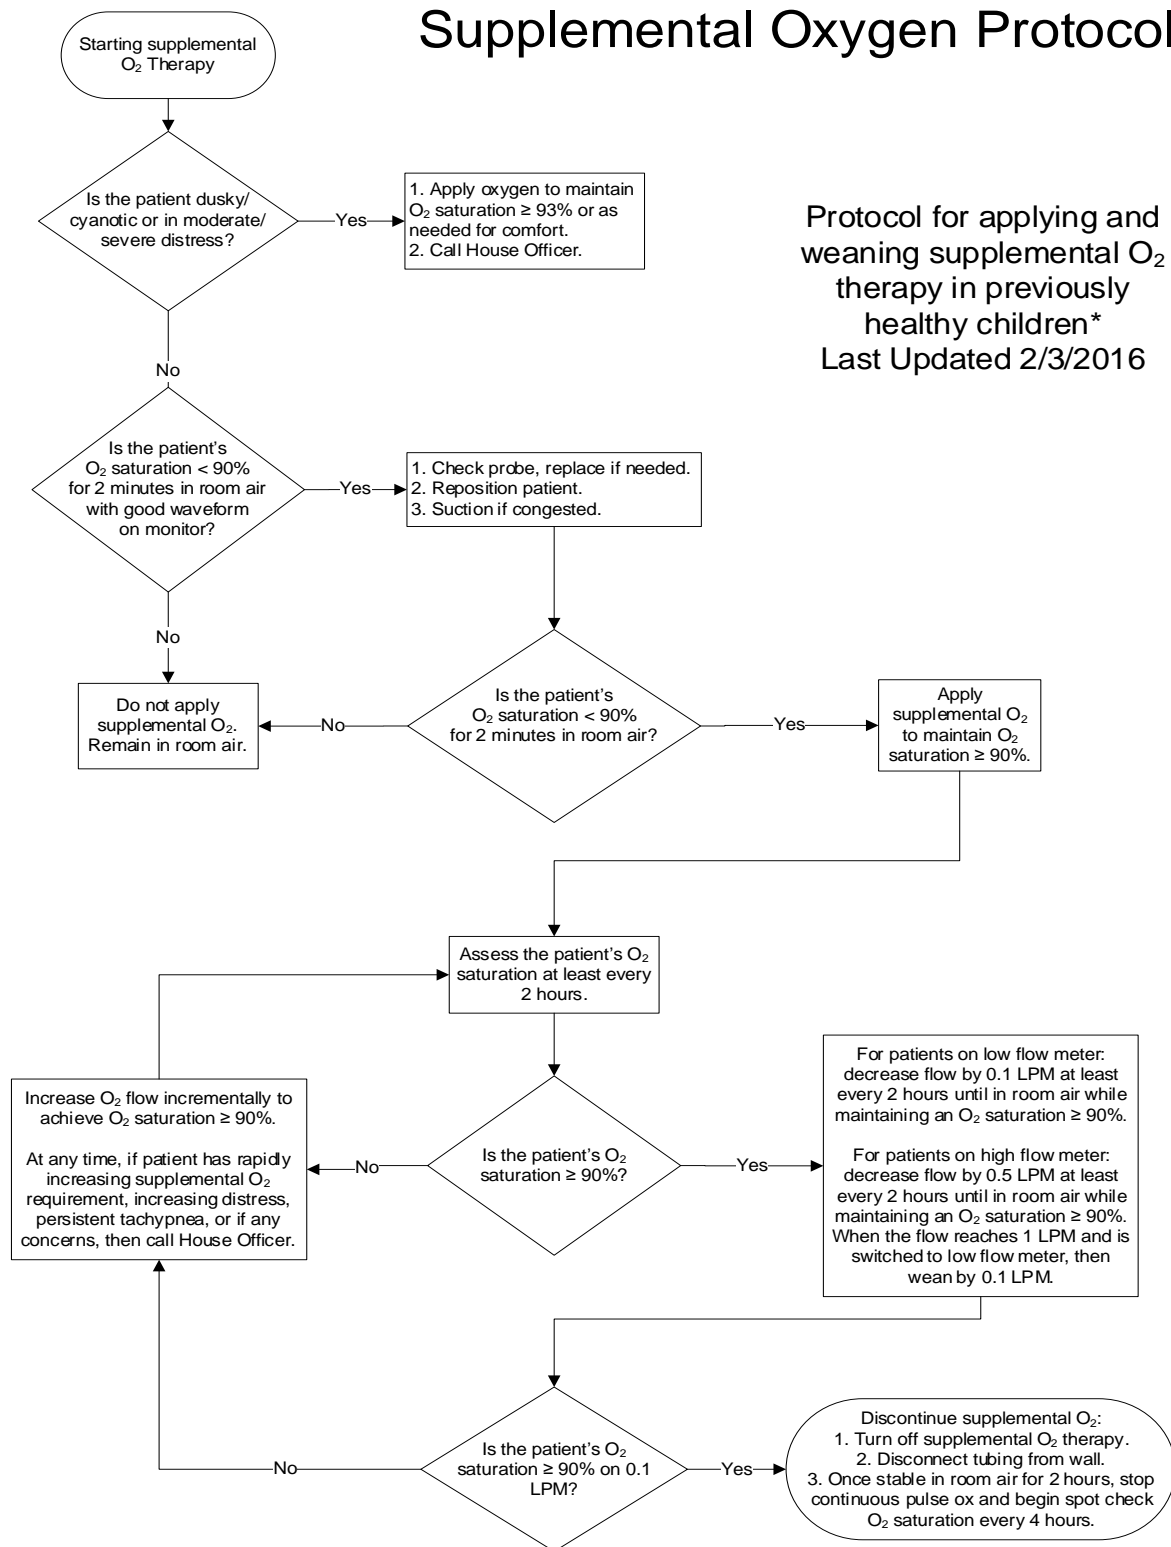 Supplemental Oxygen Protocol
Starting supplemental
O₂ Therapy
Is the patient dusky/
cyanotic or in moderate/
severe distress?
Yes
1. Apply oxygen to maintain
O₂ saturation ≥ 93% or as
needed for comfort.
2. Call House Officer.
Protocol for applying and
weaning supplemental O₂
therapy in previously
healthy children*
Last Updated 2/3/2016
No
Is the patient's
O₂ saturation < 90%
for 2 minutes in room air
with good waveform
on monitor?
Yes
1. Check probe, replace if needed.
2. Reposition patient.
3. Suction if congested.
No
Do not apply
supplemental O₂.
Remain in room air.
No
Is the patient's
O₂ saturation < 90%
for 2 minutes in room air?
Yes
Apply
supplemental O₂
to maintain O₂
saturation ≥ 90%.
Assess the patient's O₂
saturation at least every
2 hours.
Increase O₂ flow incrementally to
achieve O₂ saturation ≥ 90%.
At any time, if patient has rapidly
increasing supplemental O₂
requirement, increasing distress,
persistent tachypnea, or if any
concerns, then call House Officer.
No
Is the patient's O₂
saturation ≥ 90%?
Yes
For patients on low flow meter:
decrease flow by 0.1 LPM at least
every 2 hours until in room air while
maintaining an O₂ saturation ≥ 90%.
For patients on high flow meter:
decrease flow by 0.5 LPM at least
every 2 hours until in room air while
maintaining an O₂ saturation ≥ 90%.
When the flow reaches 1 LPM and is
switched to low flow meter, then
wean by 0.1 LPM.
No
Is the patient's O₂
saturation ≥ 90% on 0.1
LPM?
Yes
Discontinue supplemental O₂:
1. Turn off supplemental O₂ therapy.
2. Disconnect tubing from wall.
3. Once stable in room air for 2 hours, stop
continuous pulse ox and begin spot check
O₂ saturation every 4 hours.